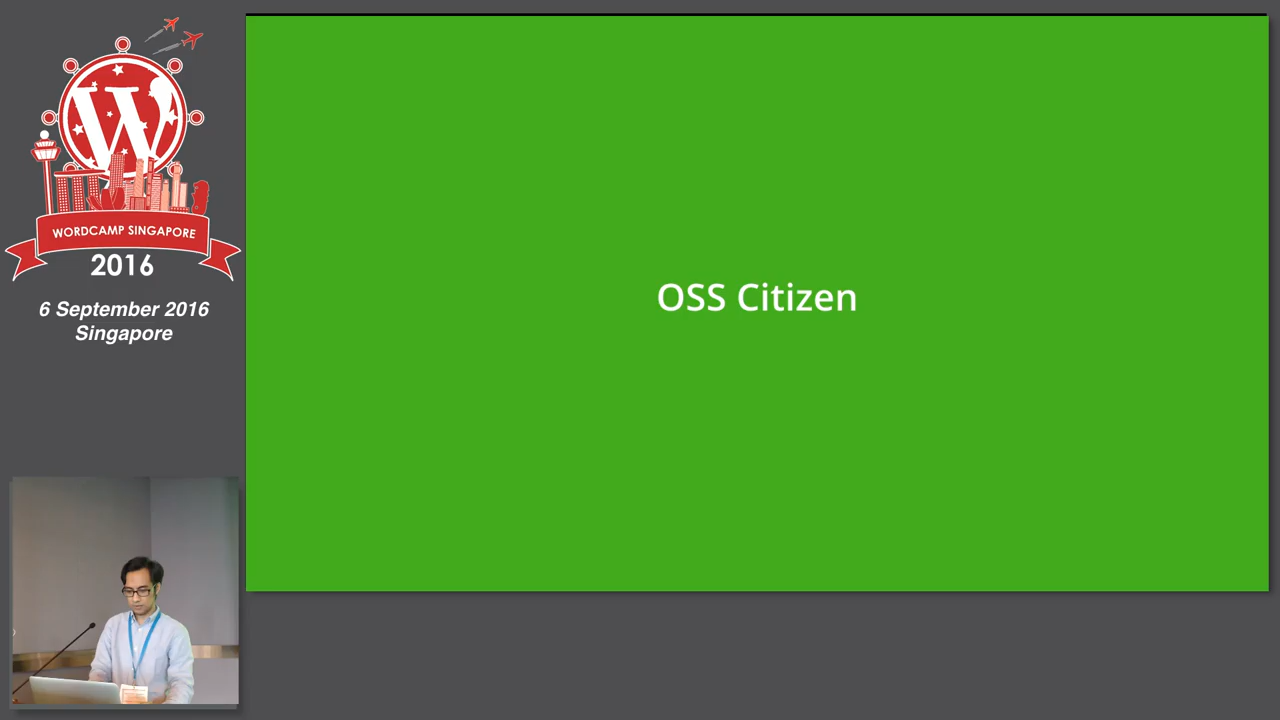 W
WORDCAMP SINGAPORE
2016
6 September 2016
Singapore
OSS Citizen